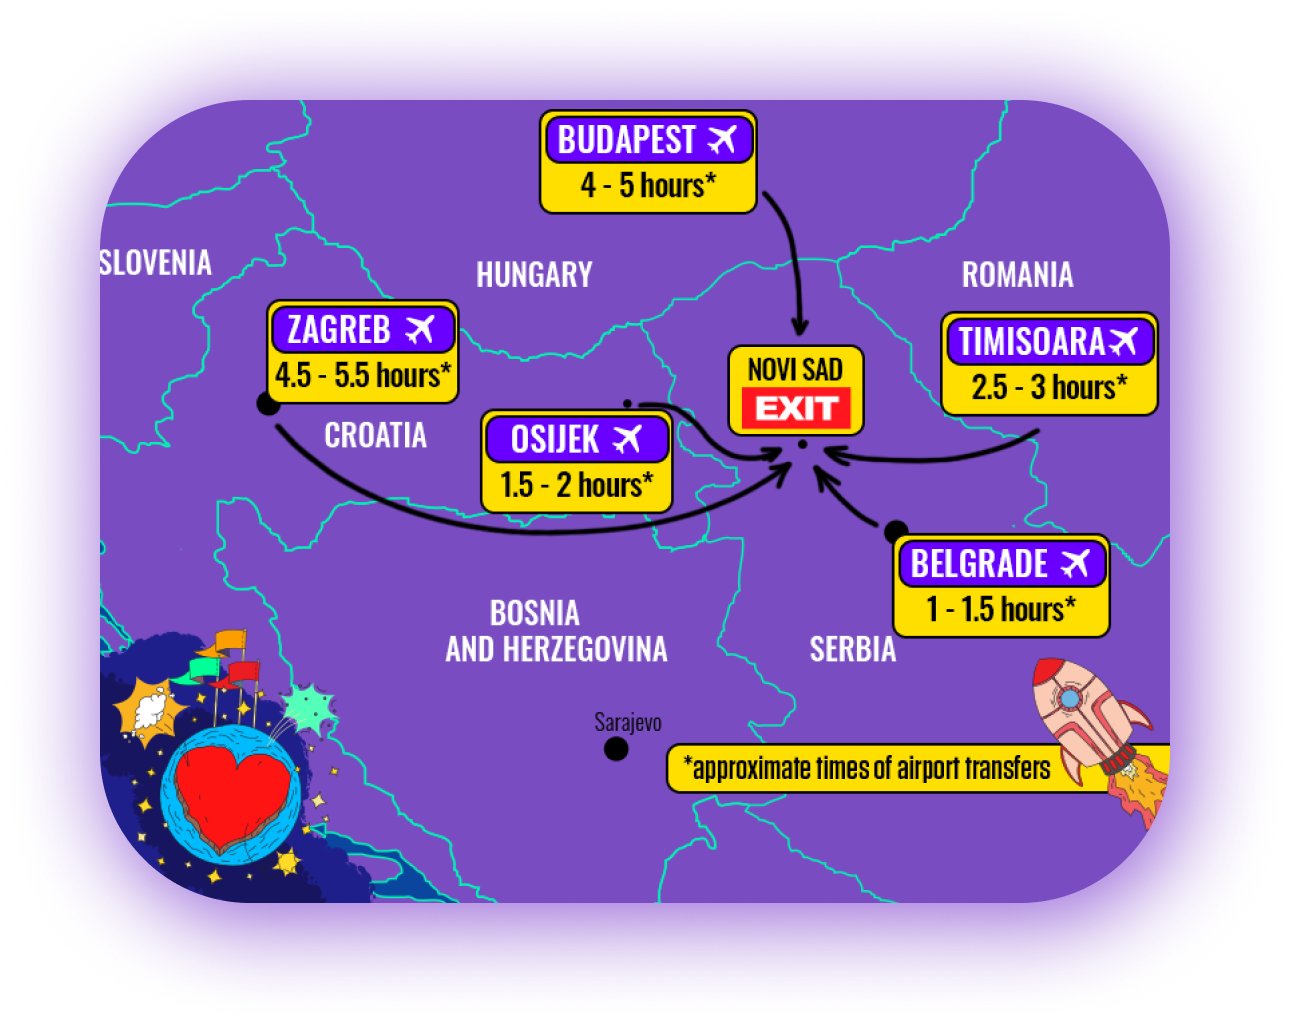 BUDAPEST
4 - 5 hours*
SLOVENIA
HUNGARY
ROMANIA
ZAGREB
4.5 - 5.5 hours*
TIMISOARA
2.5 - 3 hours*
NOVI SAD
EXIT
CROATIA
OSIJEK
1.5 - 2 hours*
BELGRADE
1 - 1.5 hours*
BOSNIA
AND HERZEGOVINA
SERBIA
Sarajevo
*approximate times of airport transfers